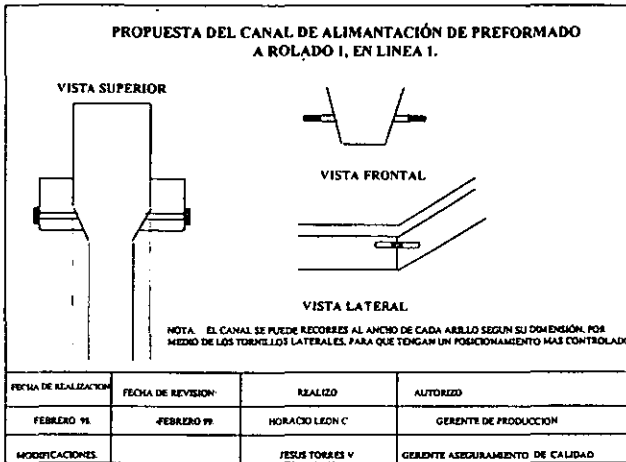 PROPUESTA DEL CANAL DE ALIMANTACIÓN DE PREFORMADO
A ROLADO 1, EN LINEA 1.
VISTA SUPERIOR
VISTA FRONTAL
VISTA LATERAL
NOTA. EL CANAL SE PUEDE RECORRES AL ANCHO DE CADA ARILLO SEGUN SU DIMENSIÓN, POR
MEDIO DE LOS TORNILLOS LATERALES, PARA QUE TENGAN UN POSICIONAMIENTO MAS CONTROLADO
FECHA DE REALIZACION FECHA DE REVISION REALIZO AUTORIZO
FEBRERO 98 FEBRERO 99 HORACIO LEON C GERENTE DE PRODUCCION
MODIFICACIONES JESUS TORRES V GERENTE ASEGURAMIENTO DE CALIDAD